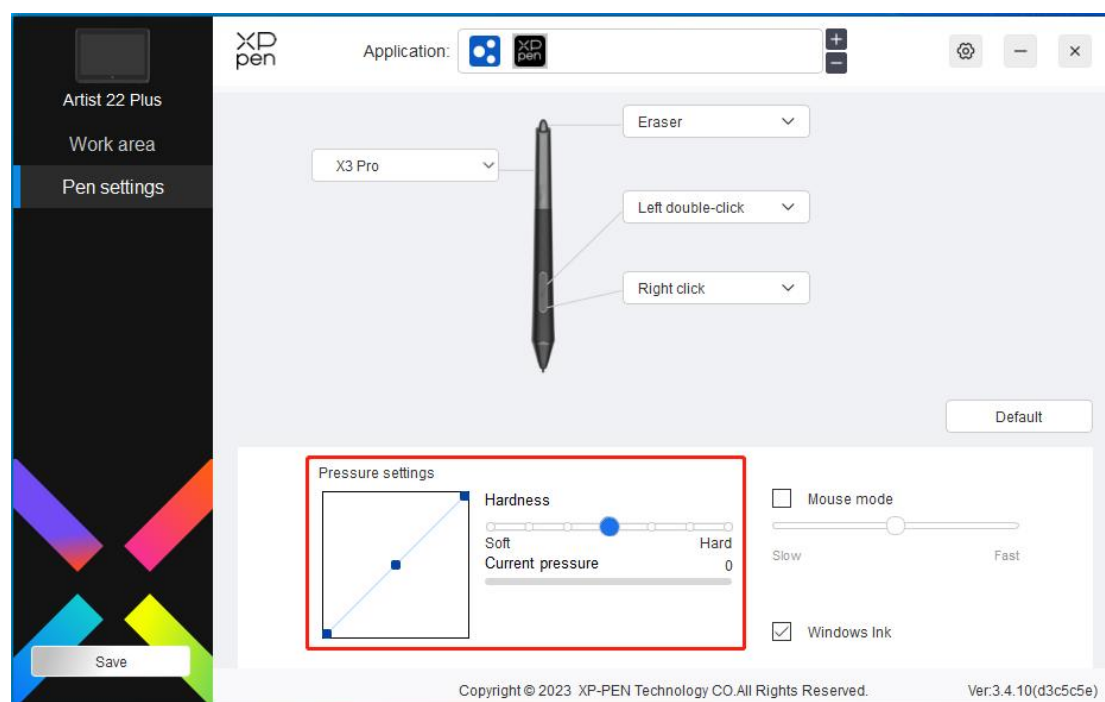 Artist 22 Plus
Work area
Pen settings
Save
XP
pen
Application:
XP
pen
+
−
Eraser
X3 Pro
Left double-click
Right click
Default
Pressure settings
Hardness
Soft Hard
Current pressure 0
Mouse mode
Slow Fast
Windows Ink
Copyright © 2023 XP-PEN Technology CO.All Rights Reserved. Ver:3.4.10(d3c5c5e)